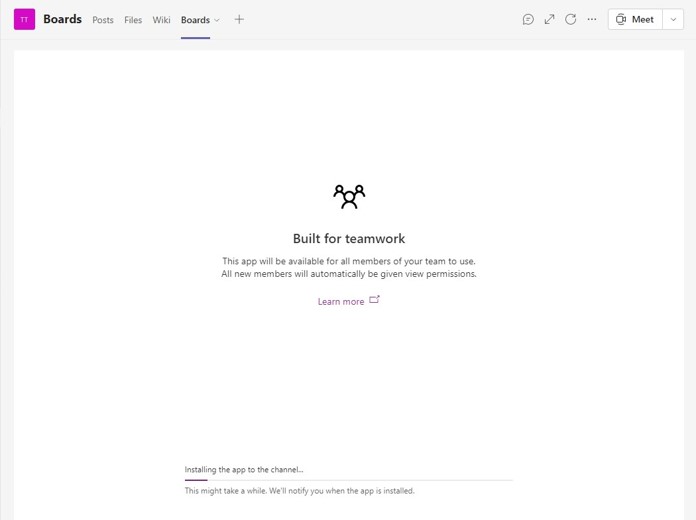 TT Boards Posts Files Wiki Boards Meet
Built for teamwork
This app will be available for all members of your team to use.
All new members will automatically be given view permissions.
Learn more
Installing the app to the channel...
This might take a while. We'll notify you when the app is installed.